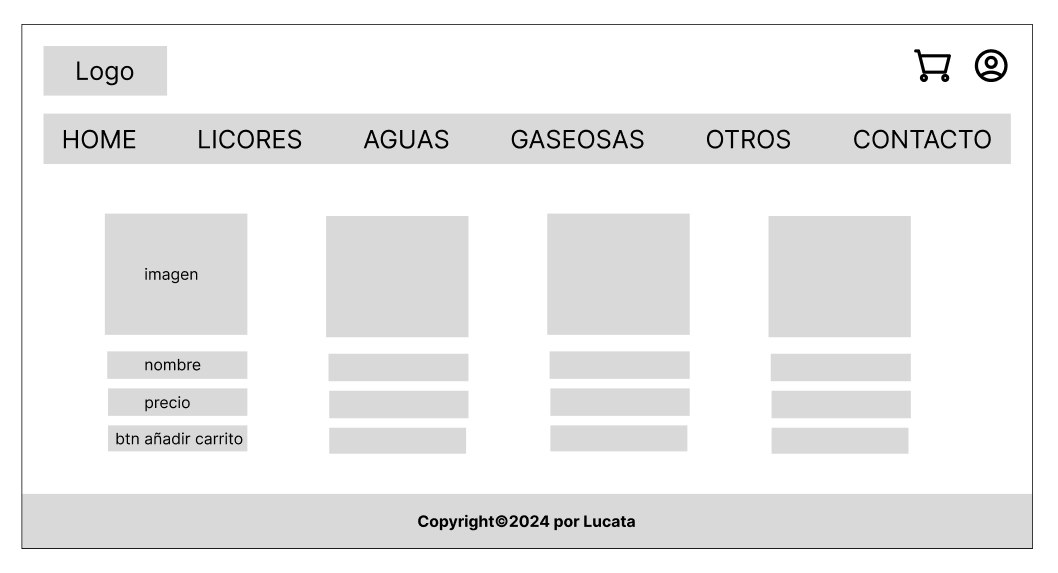 Logo
HOME LICORES AGUAS GASEOSAS OTROS CONTACTO
imagen
nombre
precio
btn añadir carrito
Copyright©2024 por Lucata